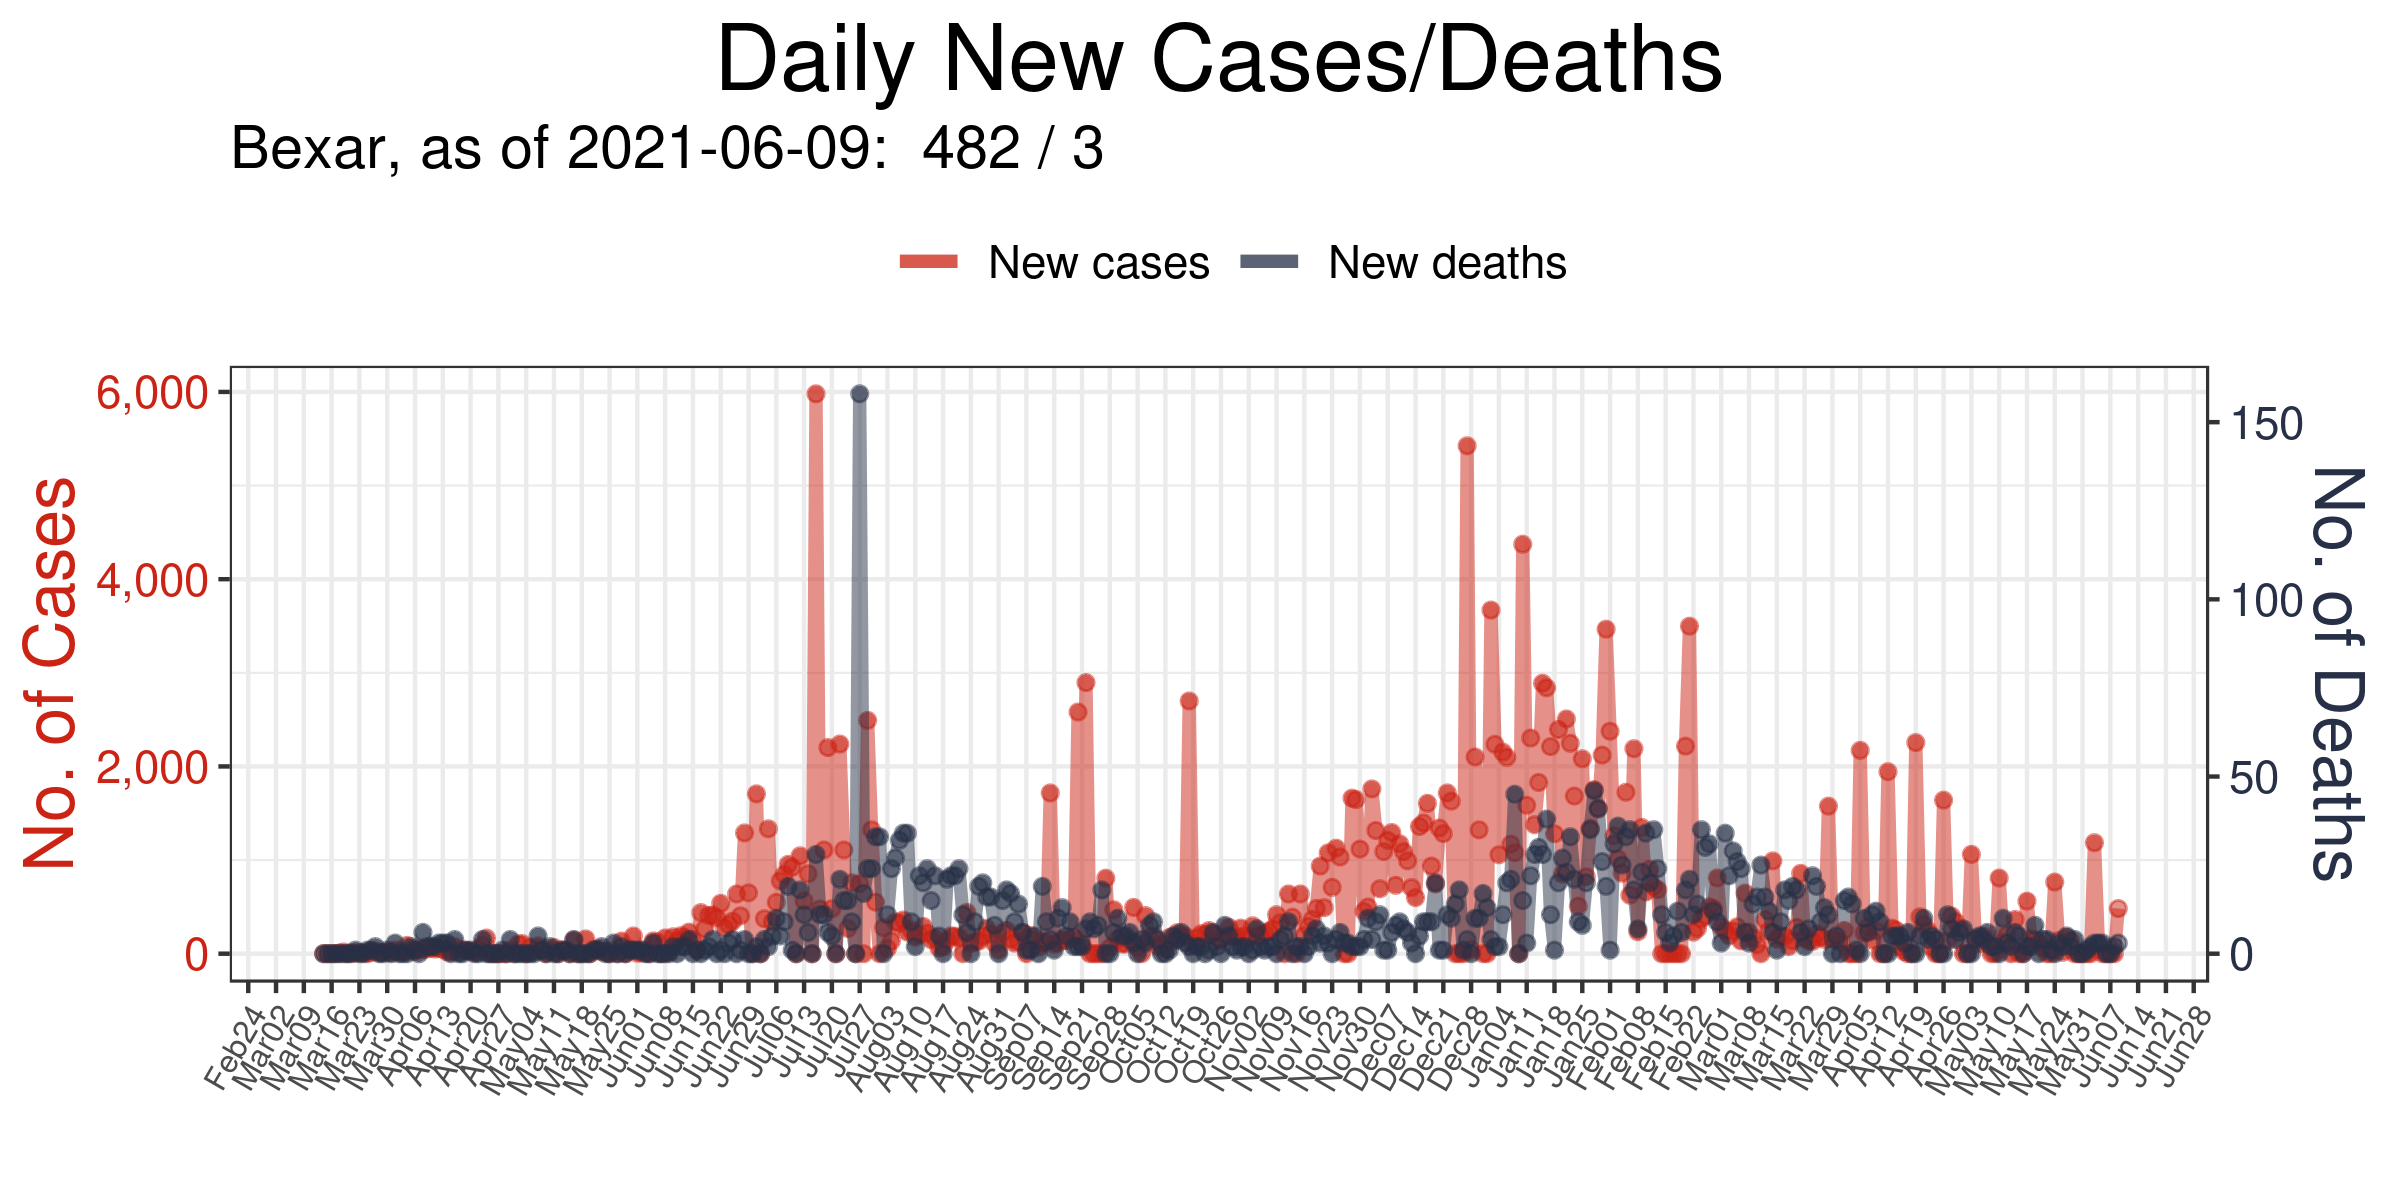 Daily New Cases/Deaths
Bexar, as of 2021-06-09:  482 / 3
New cases New deaths
No. of Cases
6,000
4,000
2,000
0
150
100
50
0
No. of Deaths
Feb24 Mar02 Mar09 Mar16 Mar23 Mar30 Apr06 Apr13 Apr20 Apr27 May04 May11 May18 May25 Jun01 Jun08 Jun15 Jun22 Jun29 Jul06 Jul13 Jul20 Jul27 Aug03 Aug10 Aug17 Aug24 Aug31 Sep07 Sep14 Sep21 Sep28 Oct05 Oct12 Oct19 Oct26 Nov02 Nov09 Nov16 Nov23 Nov30 Dec07 Dec14 Dec21 Dec28 Jan04 Jan11 Jan18 Jan25 Feb01 Feb08 Feb15 Feb22 Mar01 Mar08 Mar15 Mar22 Mar29 Apr05 Apr12 Apr19 Apr26 May03 May10 May17 May24 May31 Jun07 Jun14 Jun21 Jun28